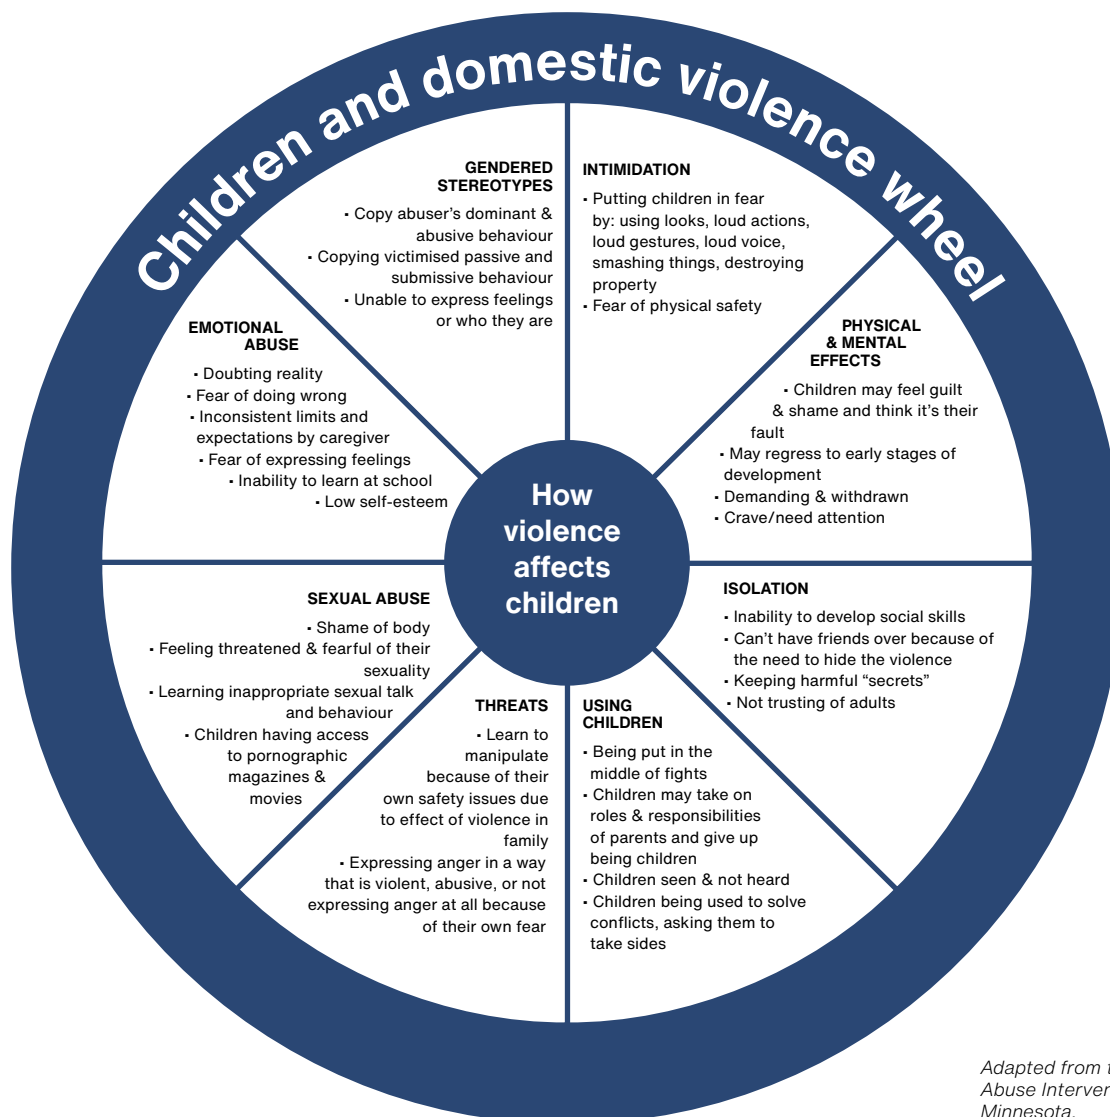 Children and domestic violence wheel
GENDERED
STEREOTYPES
▪ Copy abuser's dominant &
abusive behaviour
▪ Copying victimised passive and
submissive behaviour
▪ Unable to express feelings
or who they are
INTIMIDATION
▪ Putting children in fear
by: using looks, loud actions,
loud gestures, loud voice,
smashing things, destroying
property
▪ Fear of physical safety
PHYSICAL
& MENTAL
EFFECTS
▪ Children may feel guilt
& shame and think it's their
fault
▪ May regress to early stages of
development
▪ Demanding & withdrawn
▪ Crave/need attention
ISOLATION
▪ Inability to develop social skills
▪ Can't have friends over because of
the need to hide the violence
▪ Keeping harmful "secrets"
▪ Not trusting of adults
USING
CHILDREN
▪ Being put in the
middle of fights
▪ Children may take on
roles & responsibilities
of parents and give up
being children
▪ Children seen & not heard
▪ Children being used to solve
conflicts, asking them to
take sides
THREATS
▪ Learn to
manipulate
because of their
own safety issues due
to effect of violence in
family
▪ Expressing anger in a way
that is violent, abusive, or not
expressing anger at all because
of their own fear
SEXUAL ABUSE
▪ Shame of body
▪ Feeling threatened & fearful of their
sexuality
▪ Learning inappropriate sexual talk
and behaviour
▪ Children having access
to pornographic
magazines &
movies
EMOTIONAL
ABUSE
▪ Doubting reality
▪ Fear of doing wrong
▪ Inconsistent limits and
expectations by caregiver
▪ Fear of expressing feelings
▪ Inability to learn at school
▪ Low self-esteem
How
violence
affects
children
Adapted from
Abuse
Minnesota.